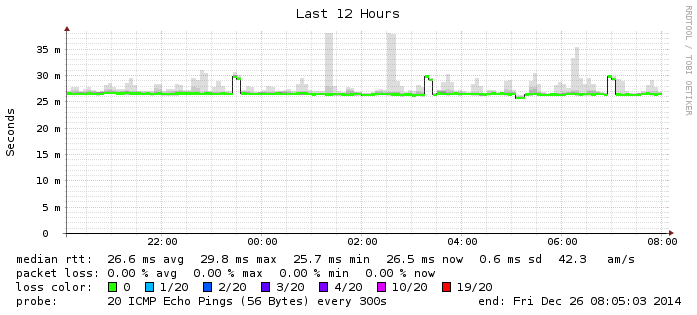 Last 12 Hours
RRDTOOL / TOBI OETIKER
Seconds
35 m
30 m
25 m
20 m
15 m
10 m
5 m
0
22:00 00:00 02:00 04:00 06:00 08:00
median rtt: 26.6 ms avg 29.8 ms max 25.7 ms min 26.5 ms now 0.6 ms sd 42.3 am/s
packet loss: 0.00 % avg 0.00 % max 0.00 % min 0.00 % now
loss color: 0 1/20 2/20 3/20 4/20 10/20 19/20
probe: 20 ICMP Echo Pings (56 Bytes) every 300s end: Fri Dec 26 08:05:03 2014